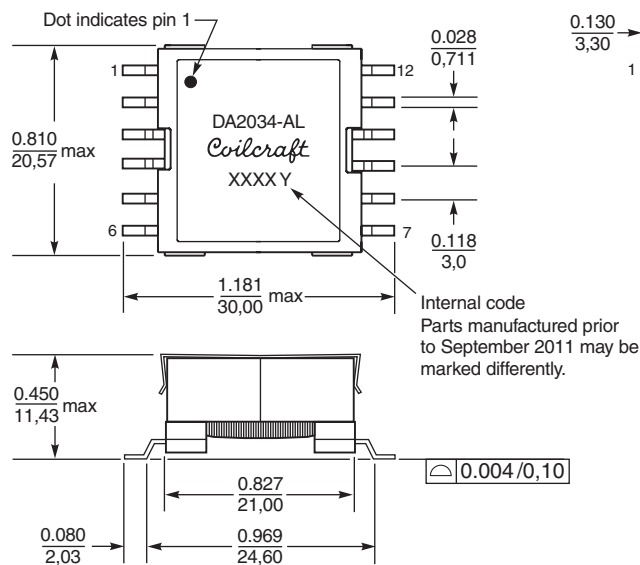 Dot indicates pin 1
0.130
3,30
1
0.028
0,711
1
12
0.810
20,57 max
DA2034-AL
Coilcraft
XXXX Y
6
7
0.118
3,0
1.181
30,00 max
Internal code
Parts manufactured prior
to September 2011 may be
marked differently.
0.450
11,43 max
0.004/0,10
0.827
21,00
0.080
2,03
0.969
24,60